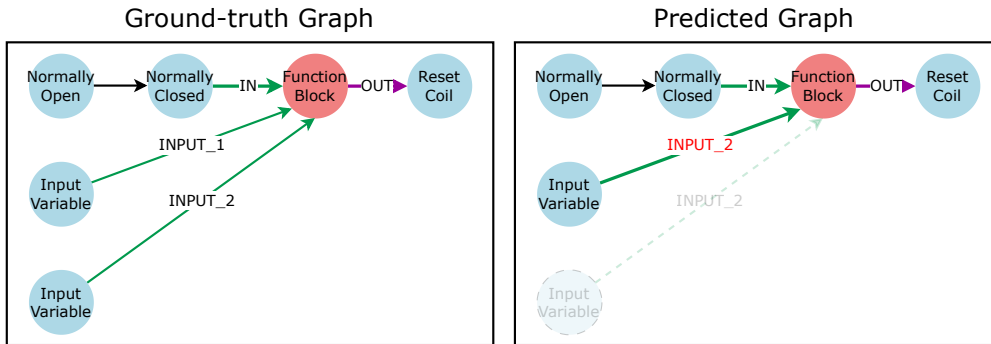 Ground-truth Graph
Normally
Open
Normally
Closed
IN
Function
Block
OUT
Reset
Coil
INPUT_1
Input
Variable
INPUT_2
Input
Variable
Predicted Graph
Normally
Open
Normally
Closed
IN
Function
Block
OUT
Reset
Coil
INPUT_2
Input
Variable
INPUT_2
Input
Variable